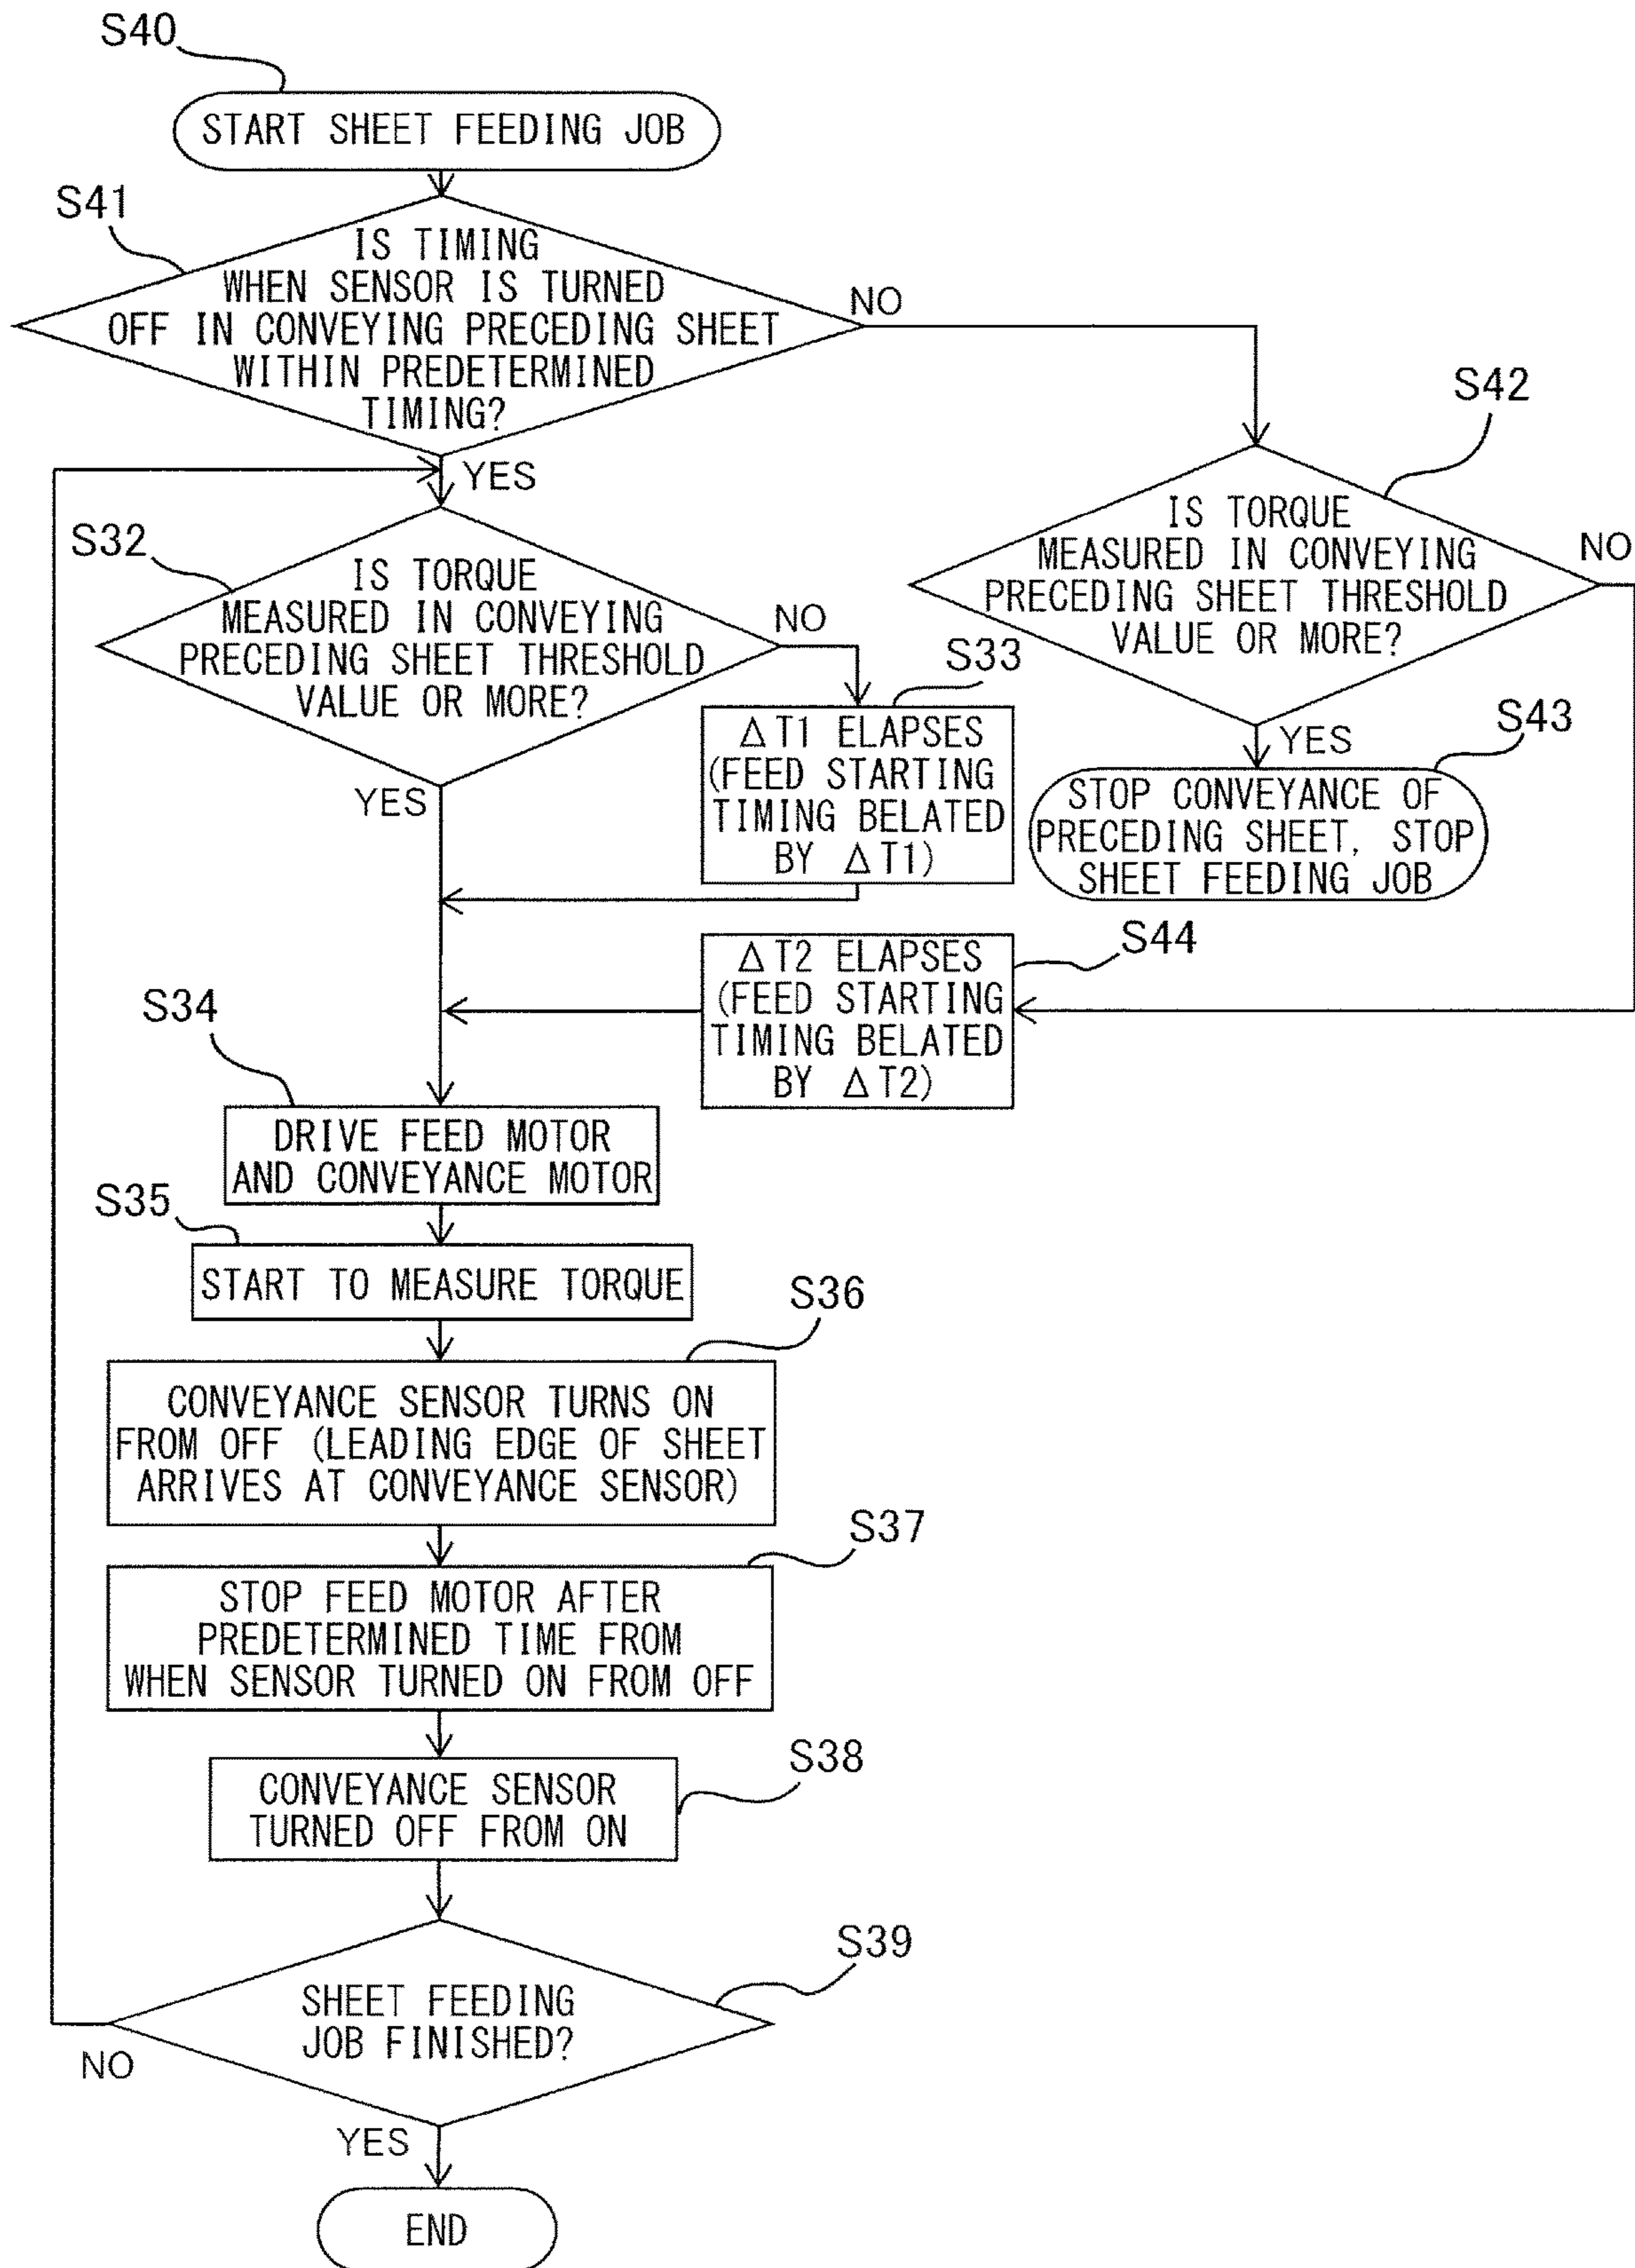 S40
START SHEET FEEDING JOB
S41
IS TIMING
WHEN SENSOR IS TURNED
OFF IN CONVEYING PRECEDING SHEET
WITHIN PREDETERMINED
TIMING?
NO
YES
S42
IS TORQUE
MEASURED IN CONVEYING
PRECEDING SHEET THRESHOLD
VALUE OR MORE?
NO
YES
S32
IS TORQUE
MEASURED IN CONVEYING
PRECEDING SHEET THRESHOLD
VALUE OR MORE?
NO
YES
S33
△T1 ELAPSES
(FEED STARTING
TIMING BELATED
BY △T1)
S43
STOP CONVEYANCE OF
PRECEDING SHEET, STOP
SHEET FEEDING JOB
S44
△T2 ELAPSES
(FEED STARTING
TIMING BELATED
BY △T2)
S34
DRIVE FEED MOTOR
AND CONVEYANCE MOTOR
S35
START TO MEASURE TORQUE
S36
CONVEYANCE SENSOR TURNS ON
FROM OFF (LEADING EDGE OF SHEET
ARRIVES AT CONVEYANCE SENSOR)
S37
STOP FEED MOTOR AFTER
PREDETERMINED TIME FROM
WHEN SENSOR TURNED ON FROM OFF
S38
CONVEYANCE SENSOR
TURNED OFF FROM ON
S39
SHEET FEEDING
JOB FINISHED?
NO
YES
END